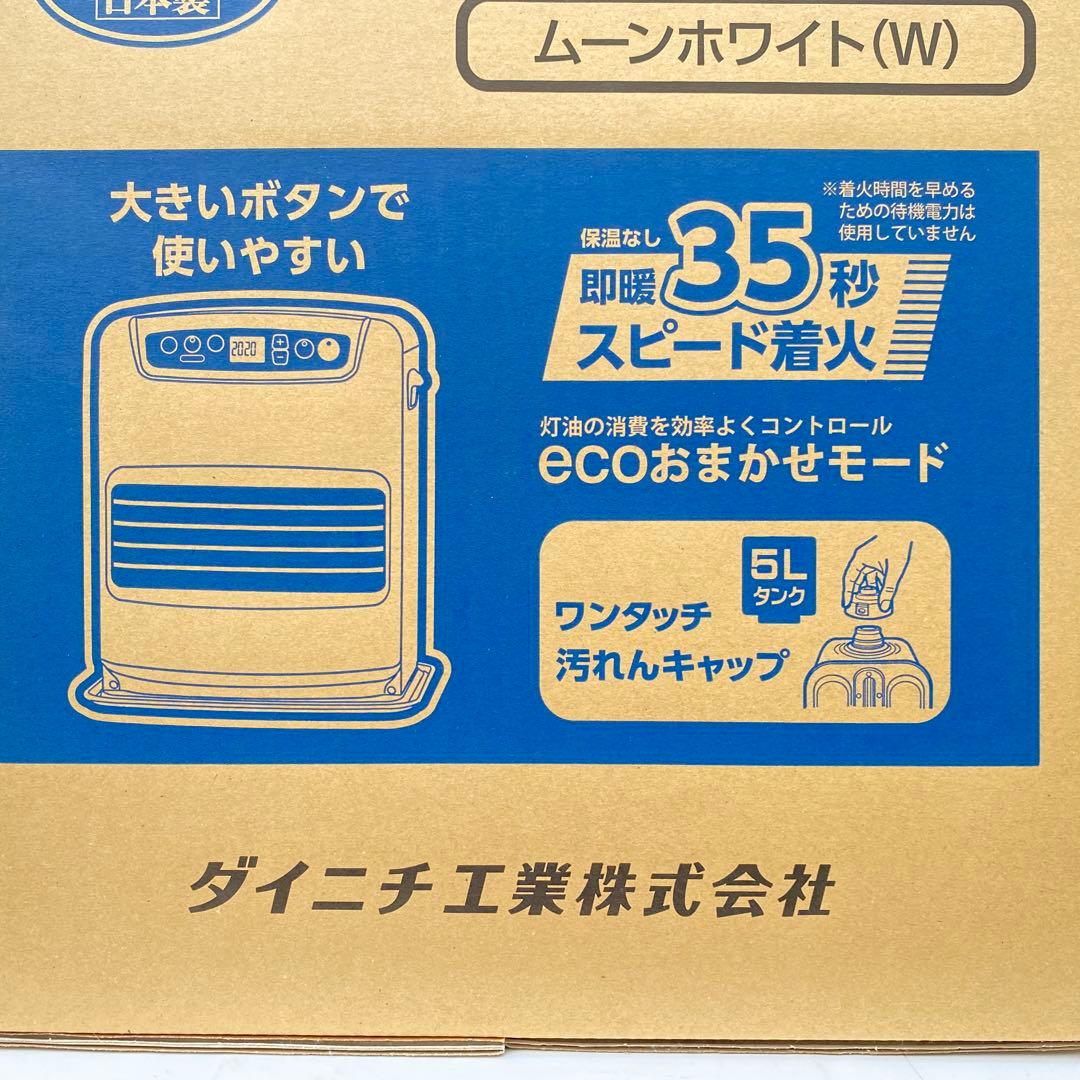 日本製
ムーンホワイト(W)
大きいボタンで
使いやすい
2020
※着火時間を早める
ための待機電力は
使用していません
保温なし
即暖35秒
スピード着火
灯油の消費を効率よくコントロール
ecoおまかせモード
5L
タンク
ワンタッチ
汚れんキャップ
ダイニチ工業株式会社